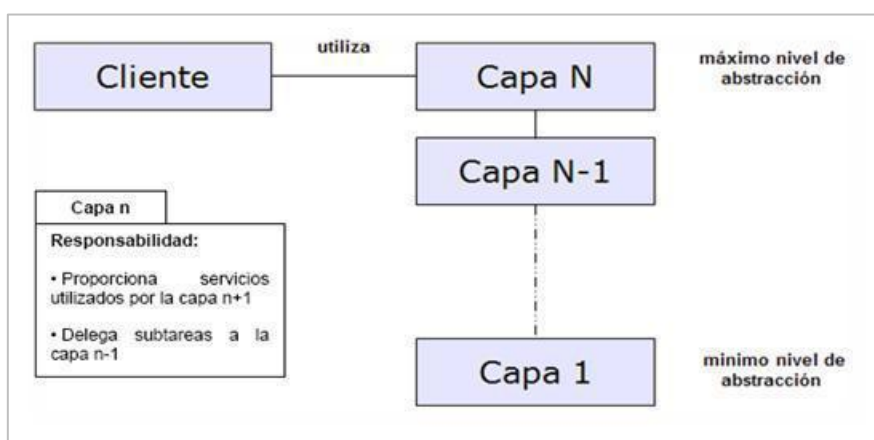 utiliza
Cliente
Capa N
máximo nivel de
abstracción
Capa N-1
Capa n
Responsabilidad:
• Proporciona servicios
utilizados por la capa n+1
• Delega subtareas a la
capa n-1
Capa 1
minimo nivel de
abstracción